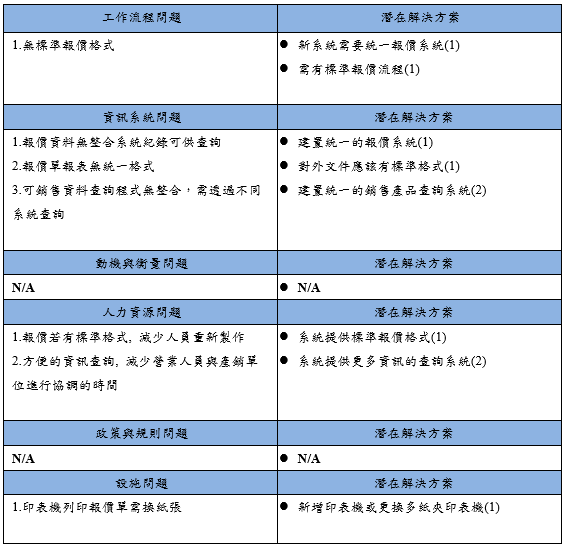 工作流程問題
潛在解決方案
1.無標準報價格式
● 新系統需要統一報價系統(1)
● 需有標準報價流程(1)
資訊系統問題
潛在解決方案
1.報價資料無整合系統紀錄可供查詢
2.報價單報表無統一格式
3.可銷售資料查詢程式無整合，需透過不同
系統查詢
● 建置統一的報價系統(1)
● 對外文件應該有標準格式(1)
● 建置統一的銷售產品查詢系統(2)
動機與衡量問題
潛在解決方案
N/A
● N/A
人力資源問題
潛在解決方案
1.報價若有標準格式, 減少人員重新製作
2.方便的資訊查詢, 減少營業人員與產銷單
位進行協調的時間
● 系統提供標準報價格式(1)
● 系統提供更多資訊的查詢系統(2)
政策與規則問題
潛在解決方案
N/A
● N/A
設施問題
潛在解決方案
1.印表機列印報價單需換紙張
● 新增印表機或更換多紙夾印表機(1)